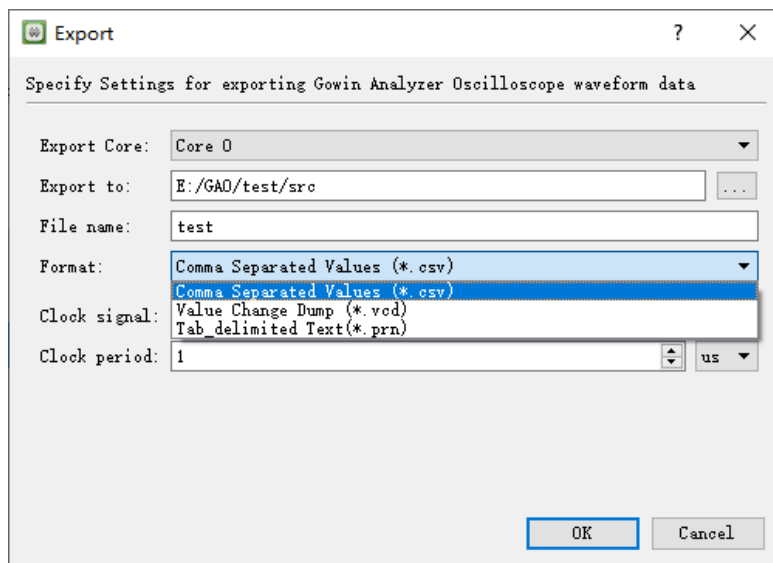 Export
Specify Settings for exporting Gowin Analyzer Oscilloscope waveform data
Export Core: Core 0
Export to: E:/GAO/test/src ...
File name: test
Format: Comma Separated Values (*.csv)
Comma Separated Values (*.csv)
Value Change Dump (*.vcd)
Clock signal:
Tab_delimited Text(*.prn)
Clock period: 1 us
OK Cancel